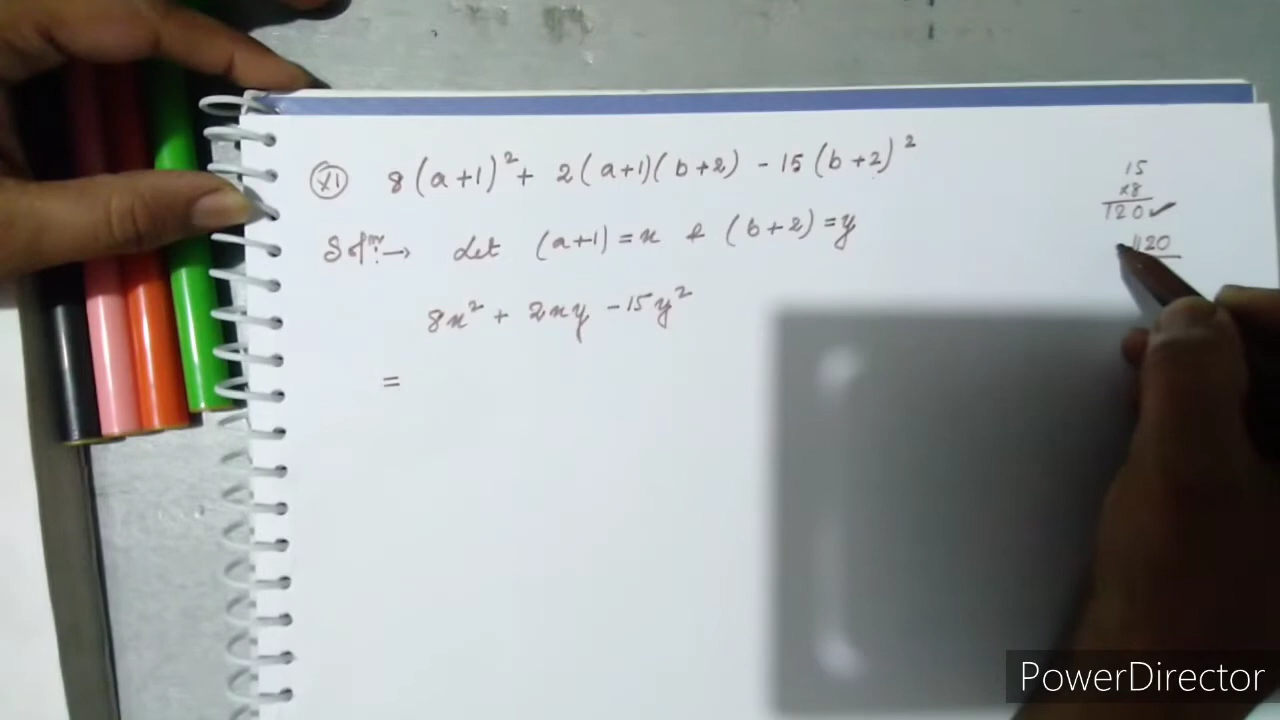 (XI) 8(a+1)² + 2(a+1)(b+2) - 15(b+2)²
Solⁿ:→ Let (a+1)=x & (b+2)=y
8x² + 2xy - 15y²
=
15
×8
120✓
120
PowerDirector